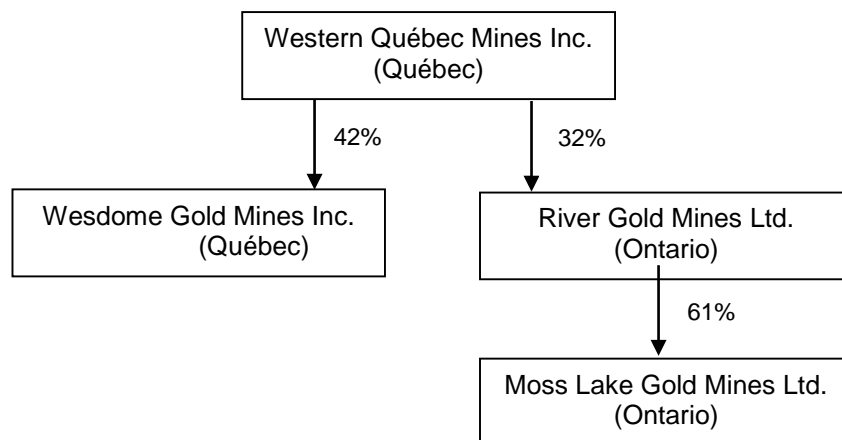 Western Québec Mines Inc.
(Québec)
42%
32%
Wesdome Gold Mines Inc.
(Québec)
River Gold Mines Ltd.
(Ontario)
61%
Moss Lake Gold Mines Ltd.
(Ontario)